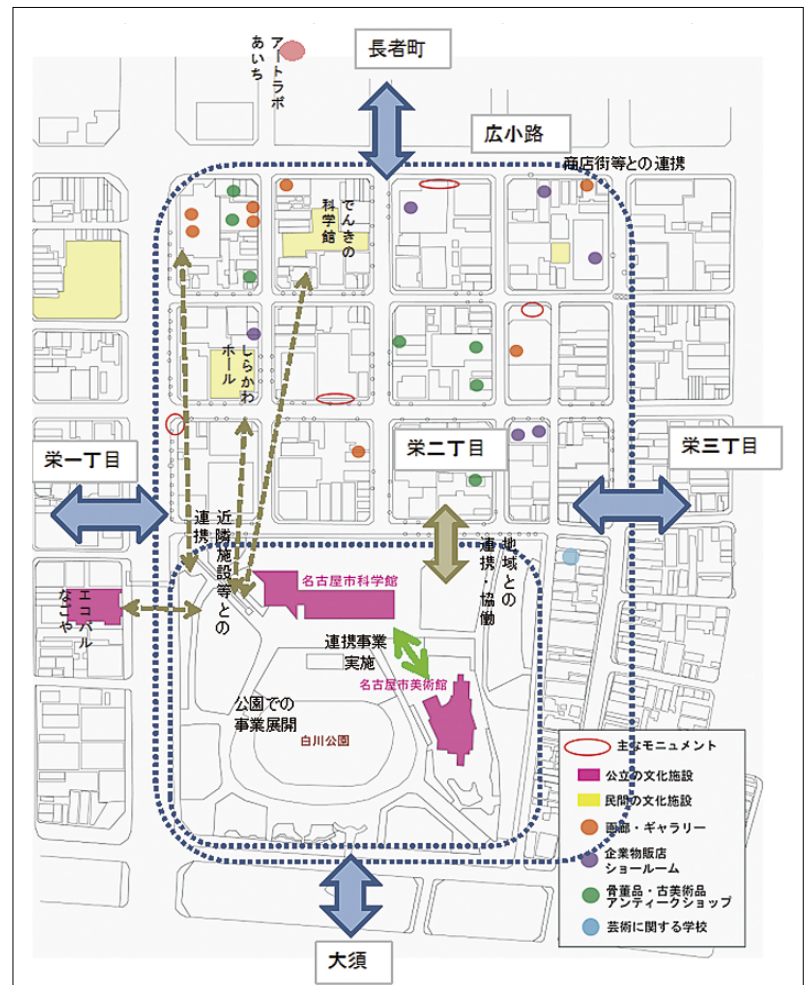 長者町
アートラボ
あいち
広小路
商店街等との連携
でんきの
科学館
しらかわ
ホール
栄一丁目
栄二丁目
栄三丁目
近隣施設等との
連携
地域との
連携・協働
名古屋市科学館
エコパル
なごや
連携事業
実施
名古屋市美術館
公園での
事業展開
白川公園
主なモニュメント
公立の文化施設
民間の文化施設
画廊・ギャラリー
企業物販店
ショールーム
骨董品・古美術品
アンティークショップ
芸術に関する学校
大須